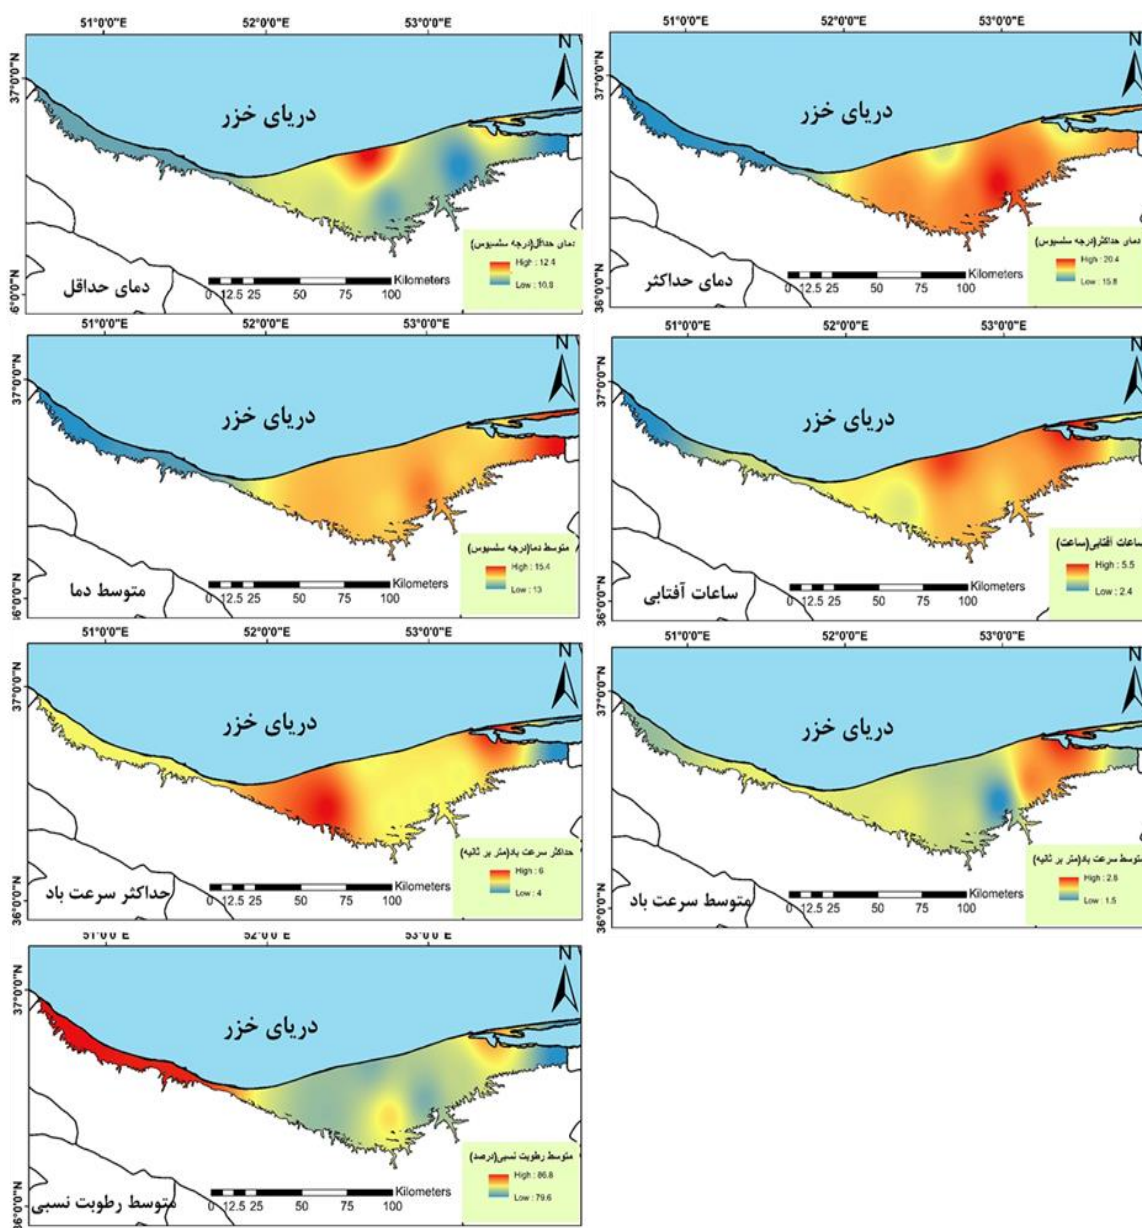 51°0'0"E 52°0'0"E 53°0'0"E
37°0'0"N
36°0'0"N
N
دریای خزر
دمای حداقل
Kilometers
0 12.5 25 50 75 100
دمای حداقل(درجه سلسیوس)
High : 12.4
Low : 10.8
51°0'0"E 52°0'0"E 53°0'0"E
37°0'0"N
36°0'0"N
N
دریای خزر
دمای حداکثر
Kilometers
0 12.5 25 50 75 100
دمای حداکثر(درجه سلسیوس)
High : 20.4
Low : 15.8
51°0'0"E 52°0'0"E 53°0'0"E
37°0'0"N
36°0'0"N
N
دریای خزر
متوسط دما
Kilometers
0 12.5 25 50 75 100
متوسط دما(درجه سلسیوس)
High : 15.4
Low : 13
51°0'0"E 52°0'0"E 53°0'0"E
37°0'0"N
36°0'0"N
N
دریای خزر
ساعات آفتابی
Kilometers
0 12.5 25 50 75 100
ساعات آفتابی(ساعت)
High : 5.5
Low : 2.4
51°0'0"E 52°0'0"E 53°0'0"E
37°0'0"N
36°0'0"N
N
دریای خزر
حداکثر سرعت باد
Kilometers
0 12.5 25 50 75 100
حداکثر سرعت باد(متر بر ثانیه)
High : 6
Low : 4
51°0'0"E 52°0'0"E 53°0'0"E
37°0'0"N
36°0'0"N
N
دریای خزر
متوسط سرعت باد
Kilometers
0 12.5 25 50 75 100
متوسط سرعت باد(متر بر ثانیه)
High : 2.8
Low : 1.5
51°0'0"E 52°0'0"E 53°0'0"E
37°0'0"N
36°0'0"N
N
دریای خزر
متوسط رطوبت نسبی
Kilometers
0 12.5 25 50 75 100
متوسط رطوبت نسبی(درصد)
High : 86.8
Low : 79.6